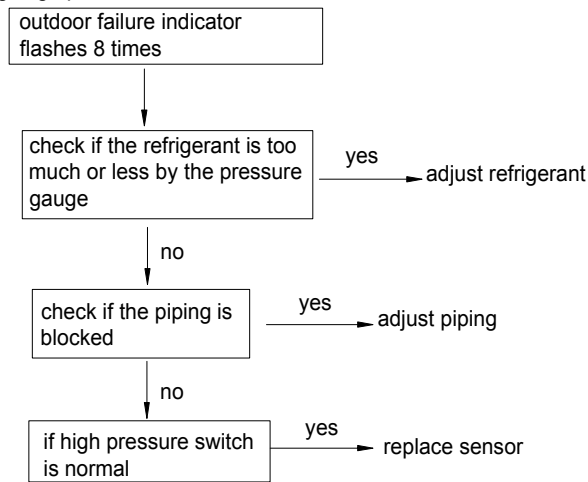 outdoor failure indicator
flashes 8 times
check if the refrigerant is too
much or less by the pressure
gauge
yes
adjust refrigerant
no
check if the piping is
blocked
yes
adjust piping
no
if high pressure switch
is normal
yes
replace sensor